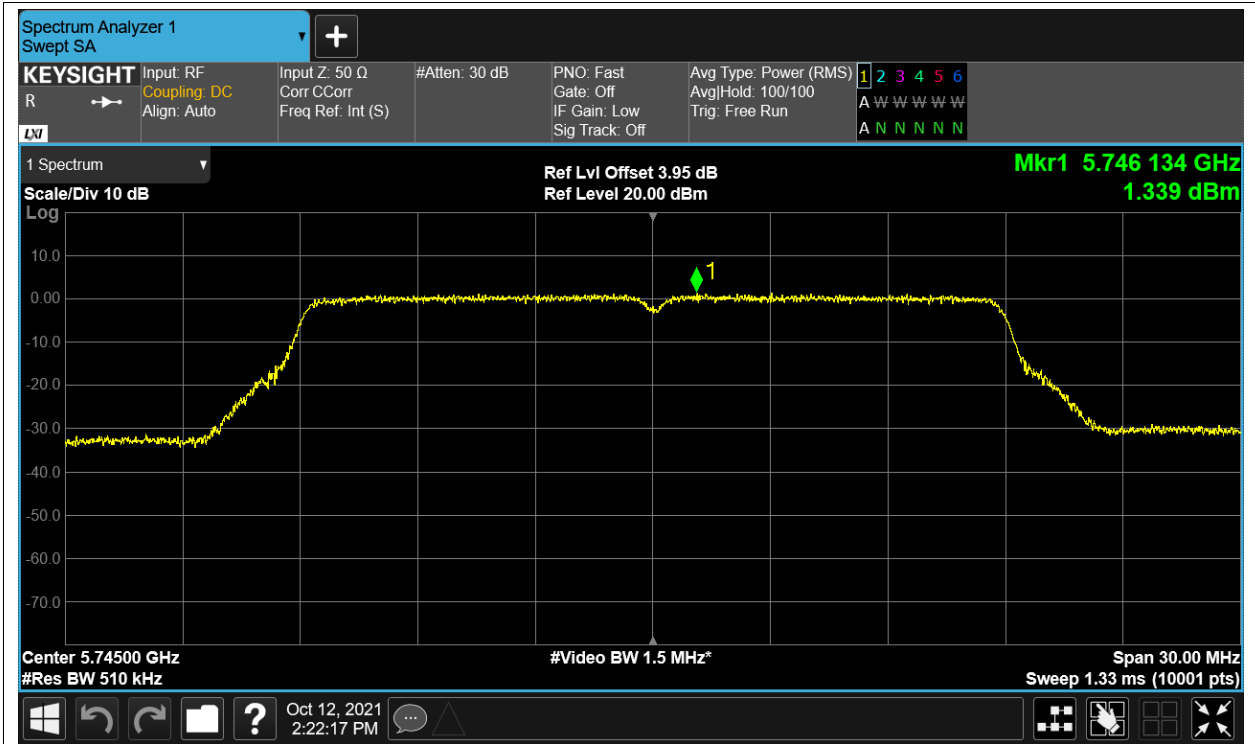 Spectrum Analyzer 1
Swept SA
KEYSIGHT
R
LXI
Input: RF
Coupling: DC
Align: Auto
Input Z: 50 Ω
Corr CCorr
Freq Ref: Int (S)
#Atten: 30 dB
PNO: Fast
Gate: Off
IF Gain: Low
Sig Track: Off
Avg Type: Power (RMS)
Avg|Hold: 100/100
Trig: Free Run
1 2 3 4 5 6
A W W W W W
A N N N N N
1 Spectrum
Scale/Div 10 dB
Log
Ref Lvl Offset 3.95 dB
Ref Level 20.00 dBm
Mkr1 5.746 134 GHz
1.339 dBm
1
10.0
0.00
-10.0
-20.0
-30.0
-40.0
-50.0
-60.0
-70.0
Center 5.74500 GHz
#Res BW 510 kHz
#Video BW 1.5 MHz*
Span 30.00 MHz
Sweep 1.33 ms (10001 pts)
?
Oct 12, 2021
2:22:17 PM